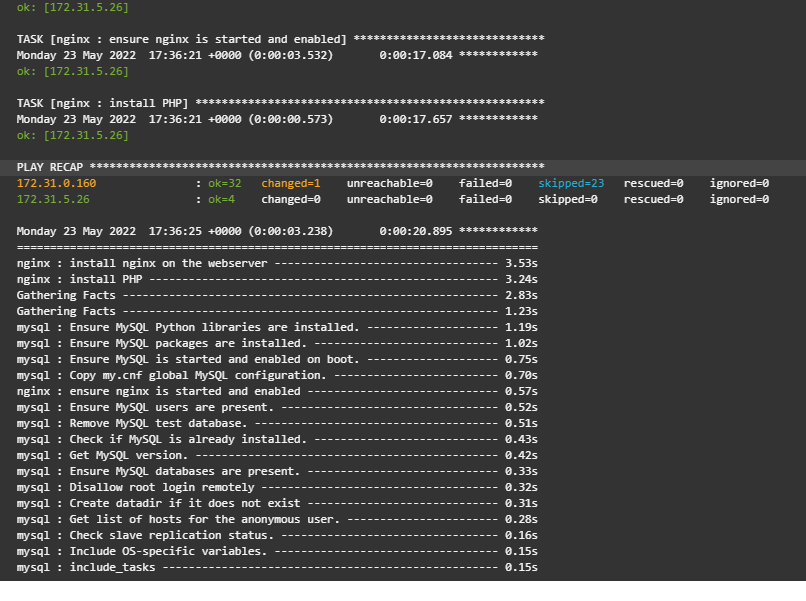 ok: [172.31.5.26]
TASK [nginx : ensure nginx is started and enabled] *****************************
Monday 23 May 2022  17:36:21 +0000 (0:00:03.532)       0:00:17.084 ************
ok: [172.31.5.26]
TASK [nginx : install PHP] *****************************************************
Monday 23 May 2022  17:36:21 +0000 (0:00:00.573)       0:00:17.657 ************
ok: [172.31.5.26]
PLAY RECAP *********************************************************************
172.31.0.160               : ok=32   changed=1    unreachable=0    failed=0    skipped=23   rescued=0    ignored=0
172.31.5.26                : ok=4    changed=0    unreachable=0    failed=0    skipped=0    rescued=0    ignored=0
Monday 23 May 2022  17:36:25 +0000 (0:00:03.238)       0:00:20.895 ************
===============================================================================
nginx : install nginx on the webserver ---------------------------------- 3.53s
nginx : install PHP ----------------------------------------------------- 3.24s
Gathering Facts --------------------------------------------------------- 2.83s
Gathering Facts --------------------------------------------------------- 1.23s
mysql : Ensure MySQL Python libraries are installed. -------------------- 1.19s
mysql : Ensure MySQL packages are installed. ---------------------------- 1.02s
mysql : Ensure MySQL is started and enabled on boot. -------------------- 0.75s
mysql : Copy my.cnf global MySQL configuration. ------------------------- 0.70s
nginx : ensure nginx is started and enabled ----------------------------- 0.57s
mysql : Ensure MySQL users are present. --------------------------------- 0.52s
mysql : Remove MySQL test database. ------------------------------------- 0.51s
mysql : Check if MySQL is already installed. ---------------------------- 0.43s
mysql : Get MySQL version. ---------------------------------------------- 0.42s
mysql : Ensure MySQL databases are present. ----------------------------- 0.33s
mysql : Disallow root login remotely ------------------------------------ 0.32s
mysql : Create datadir if it does not exist ----------------------------- 0.31s
mysql : Get list of hosts for the anonymous user. ----------------------- 0.28s
mysql : Check slave replication status. --------------------------------- 0.16s
mysql : Include OS-specific variables. ---------------------------------- 0.15s
mysql : include_tasks --------------------------------------------------- 0.15s